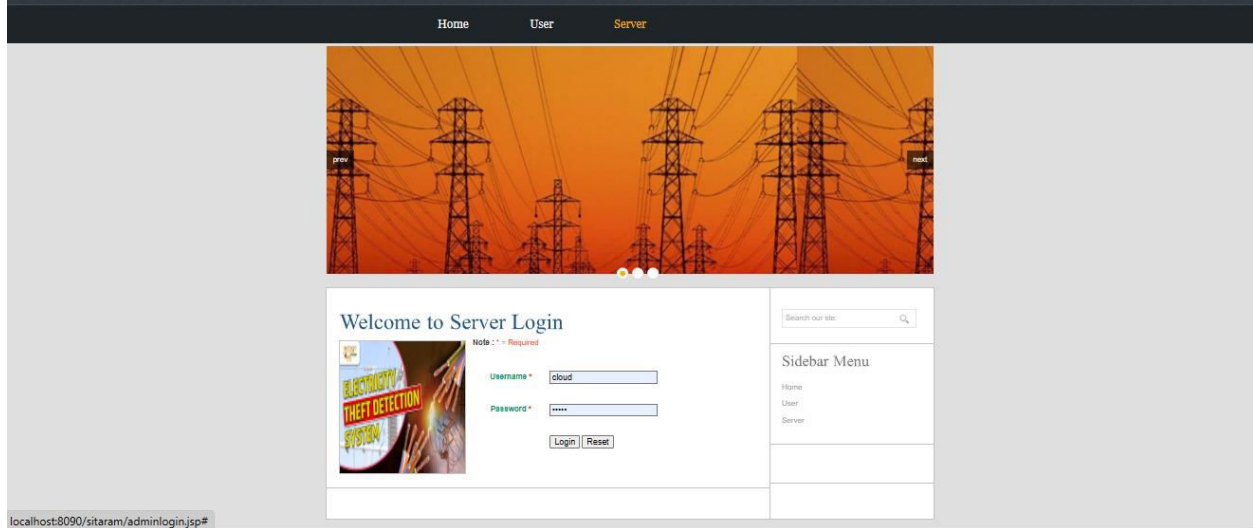 Home User Server
prev
next
Welcome to Server Login
Note : * = Required
ELECTRICITY
THEFT DETECTION
SYSTEM
Username * cloud
Password * •••••
Login Reset
Search our site:
Sidebar Menu
Home
User
Server
localhost:8090/sitaram/adminlogin.jsp#